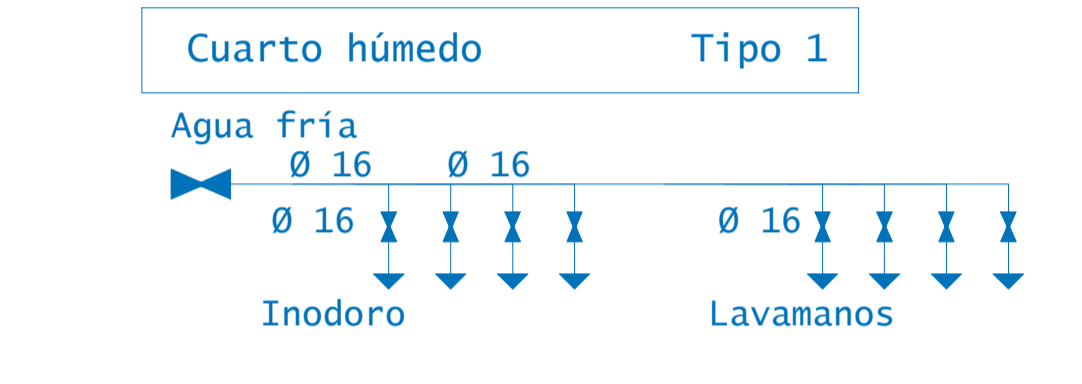 Cuarto húmedo Tipo 1
Agua fría
Ø 16 Ø 16
Ø 16 Ø 16
Inodoro Lavamanos